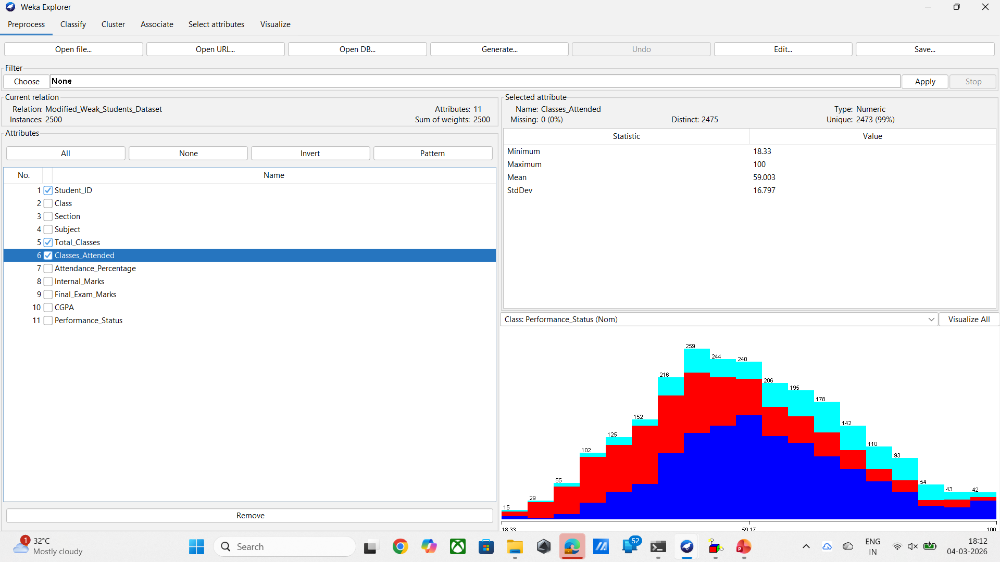 Weka Explorer
Preprocess Classify Cluster Associate Select attributes Visualize
Open file... Open URL... Open DB... Generate... Undo Edit... Save...
Filter
Choose None Apply Stop
Current relation
Relation: Modified_Weak_Students_Dataset Attributes: 11
Instances: 2500 Sum of weights: 2500
Attributes
All None Invert Pattern
No. Name
1 Student_ID
2 Class
3 Section
4 Subject
5 Total_Classes
6 Classes_Attended
7 Attendance_Percentage
8 Internal_Marks
9 Final_Exam_Marks
10 CGPA
11 Performance_Status
Remove
Selected attribute
Name: Classes_Attended Type: Numeric
Missing: 0 (0%) Distinct: 2475 Unique: 2473 (99%)
Statistic Value
Minimum 18.33
Maximum 100
Mean 59.003
StdDev 16.797
Class: Performance_Status (Nom) Visualize All
15 29 55 102 125 152 216 259 244 240 206 195 178 142 110 93 54 43 42
18.33 59.17 100
1 32°C
Mostly cloudy
Search
52
ENG
IN
18:12
04-03-2026